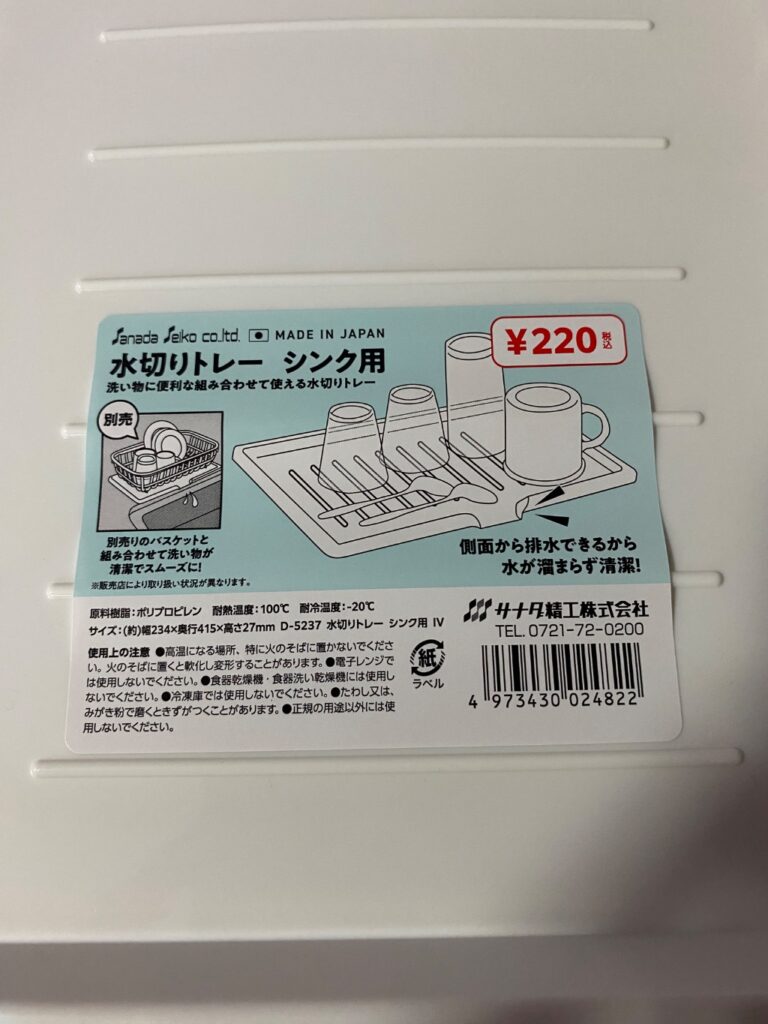 Sanada Seiko co.,ltd. MADE IN JAPAN
¥220 税込
水切りトレー シンク用
洗い物に便利な組み合わせて使える水切りトレー
別売
別売りのバスケットと
組み合わせて洗い物が
清潔でスムーズに!
※販売店により取り扱い状況が異なります。
側面から排水できるから
水が溜まらず清潔!
原料樹脂:ポリプロピレン 耐熱温度:100℃ 耐冷温度:-20℃
サイズ:(約)幅234×奥行415×高さ27mm D-5237 水切りトレー シンク用 IV
使用上の注意 ●高温になる場所、特に火のそばに置かないでくださ
い。火のそばに置くと軟化し変形することがあります。●電子レンジで
は使用しないでください。●食器乾燥機・食器洗い乾燥機には使用し
ないでください。●冷凍庫では使用しないでください。●たわし又は、
みがき粉で磨くときずがつくことがあります。●正規の用途以外には使
用しないでください。
紙
ラベル
サナダ精工株式会社
TEL. 0721-72-0200
4 973430 024822